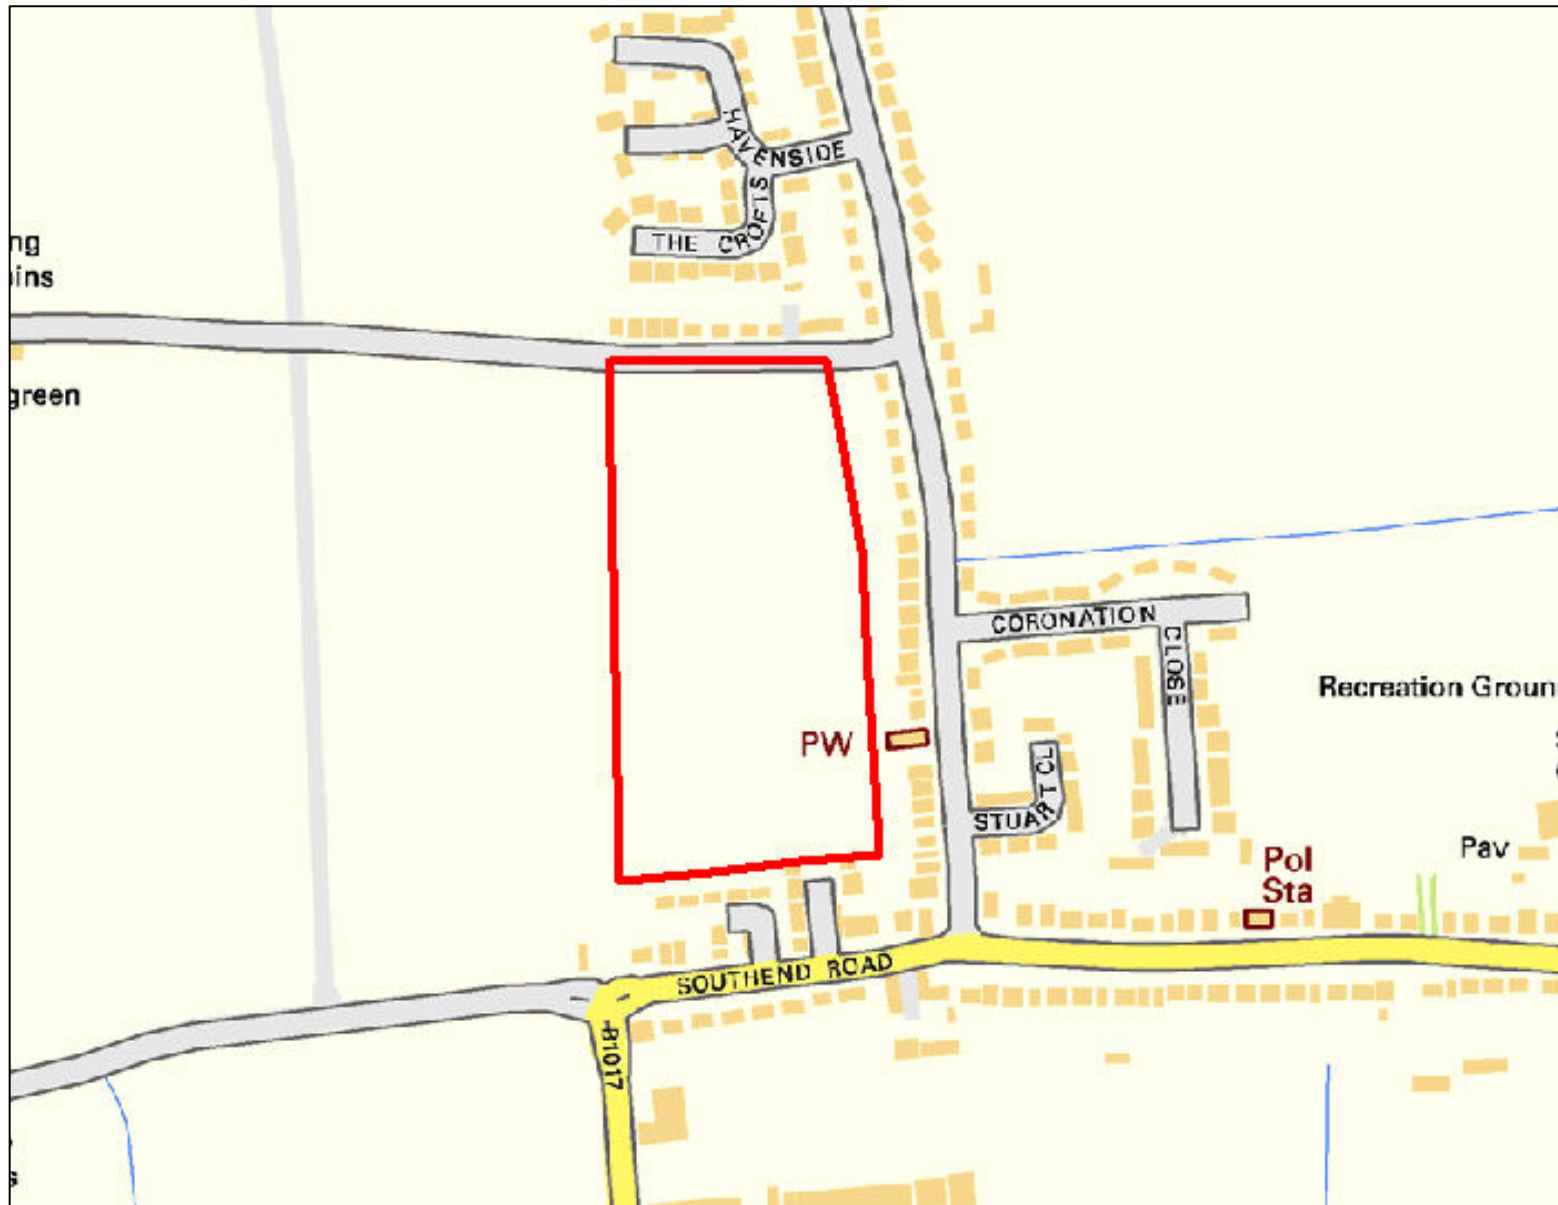 HAVENSIDE
THE CROFTS
ng
ins
green
CORONATION
CLOSE
Recreation Groun
PW
STUART CL
Pol
Sta
Pav
SOUTHEND ROAD
B1017
s